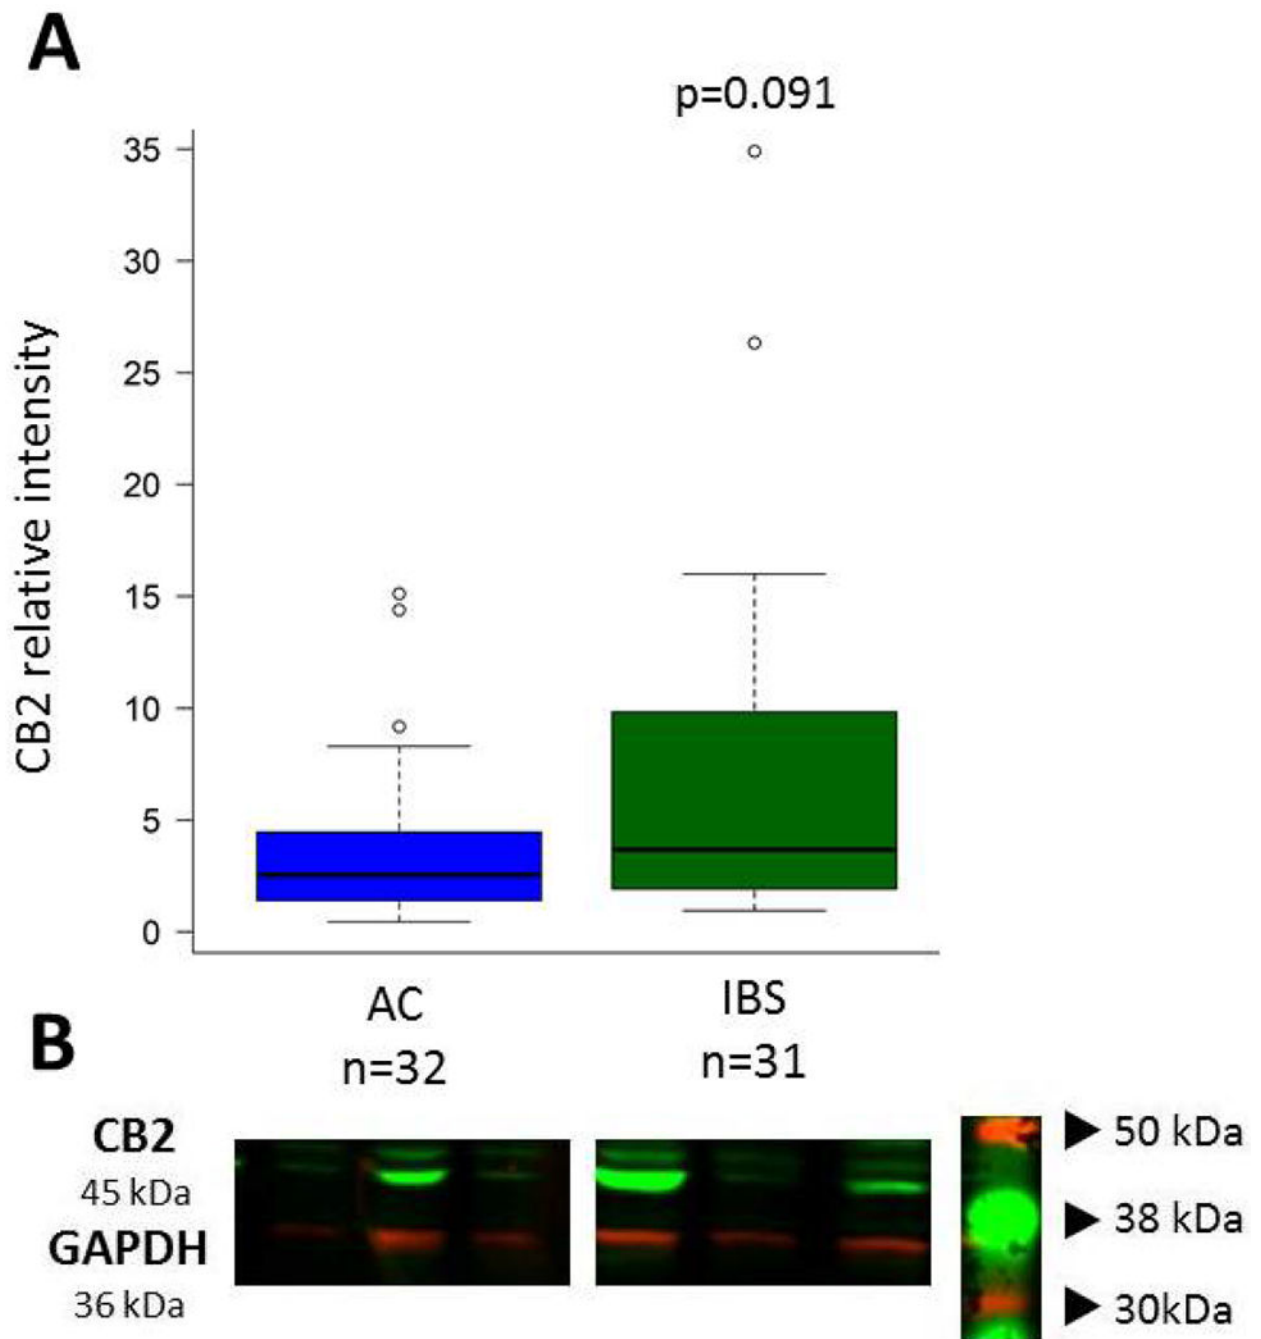 A
p=0.091
CB2 relative intensity
35
30
25
20
15
10
5
0
AC
IBS
n=32
n=31
B
CB2
45 kDa
GAPDH
36 kDa
50 kDa
38 kDa
30kDa